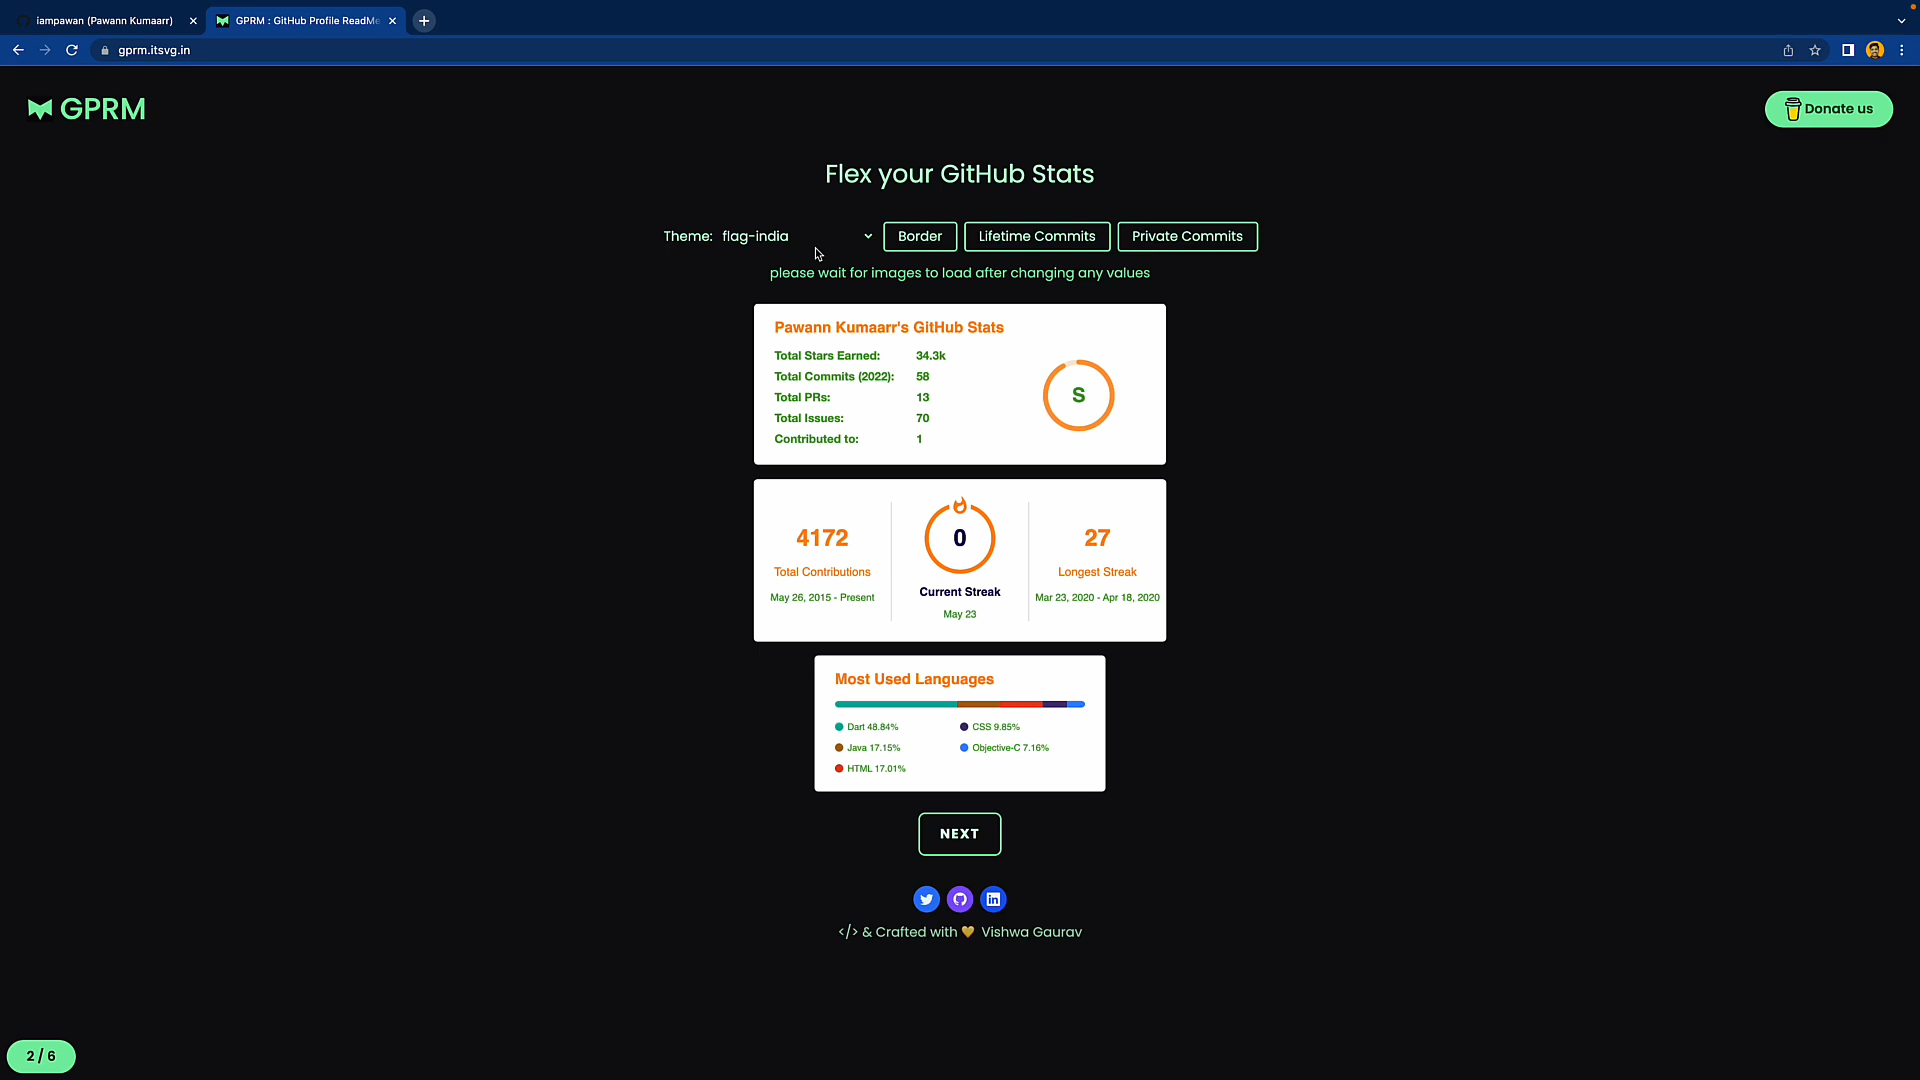 iampawan (Pawann Kumaarr)
GPRM : GitHub Profile ReadMe
gprm.itsvg.in
GPRM
Donate us
Flex your GitHub Stats
Theme: flag-india
Border
Lifetime Commits
Private Commits
please wait for images to load after changing any values
Pawann Kumaarr's GitHub Stats
Total Stars Earned: 34.3k
Total Commits (2022): 58
Total PRs: 13
Total Issues: 70
Contributed to: 1
S
4172
Total Contributions
May 26, 2015 - Present
0
Current Streak
May 23
27
Longest Streak
Mar 23, 2020 - Apr 18, 2020
Most Used Languages
Dart 48.84%
CSS 9.85%
Java 17.15%
Objective-C 7.16%
HTML 17.01%
NEXT
</> & Crafted with 💛 Vishwa Gaurav
2 / 6